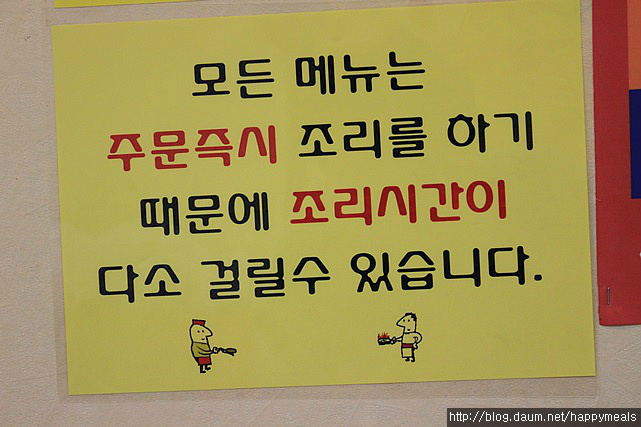 모든 메뉴는
주문즉시 조리를 하기
때문에 조리시간이
다소 걸릴수 있습니다.
http://blog.daum.net/happymeals